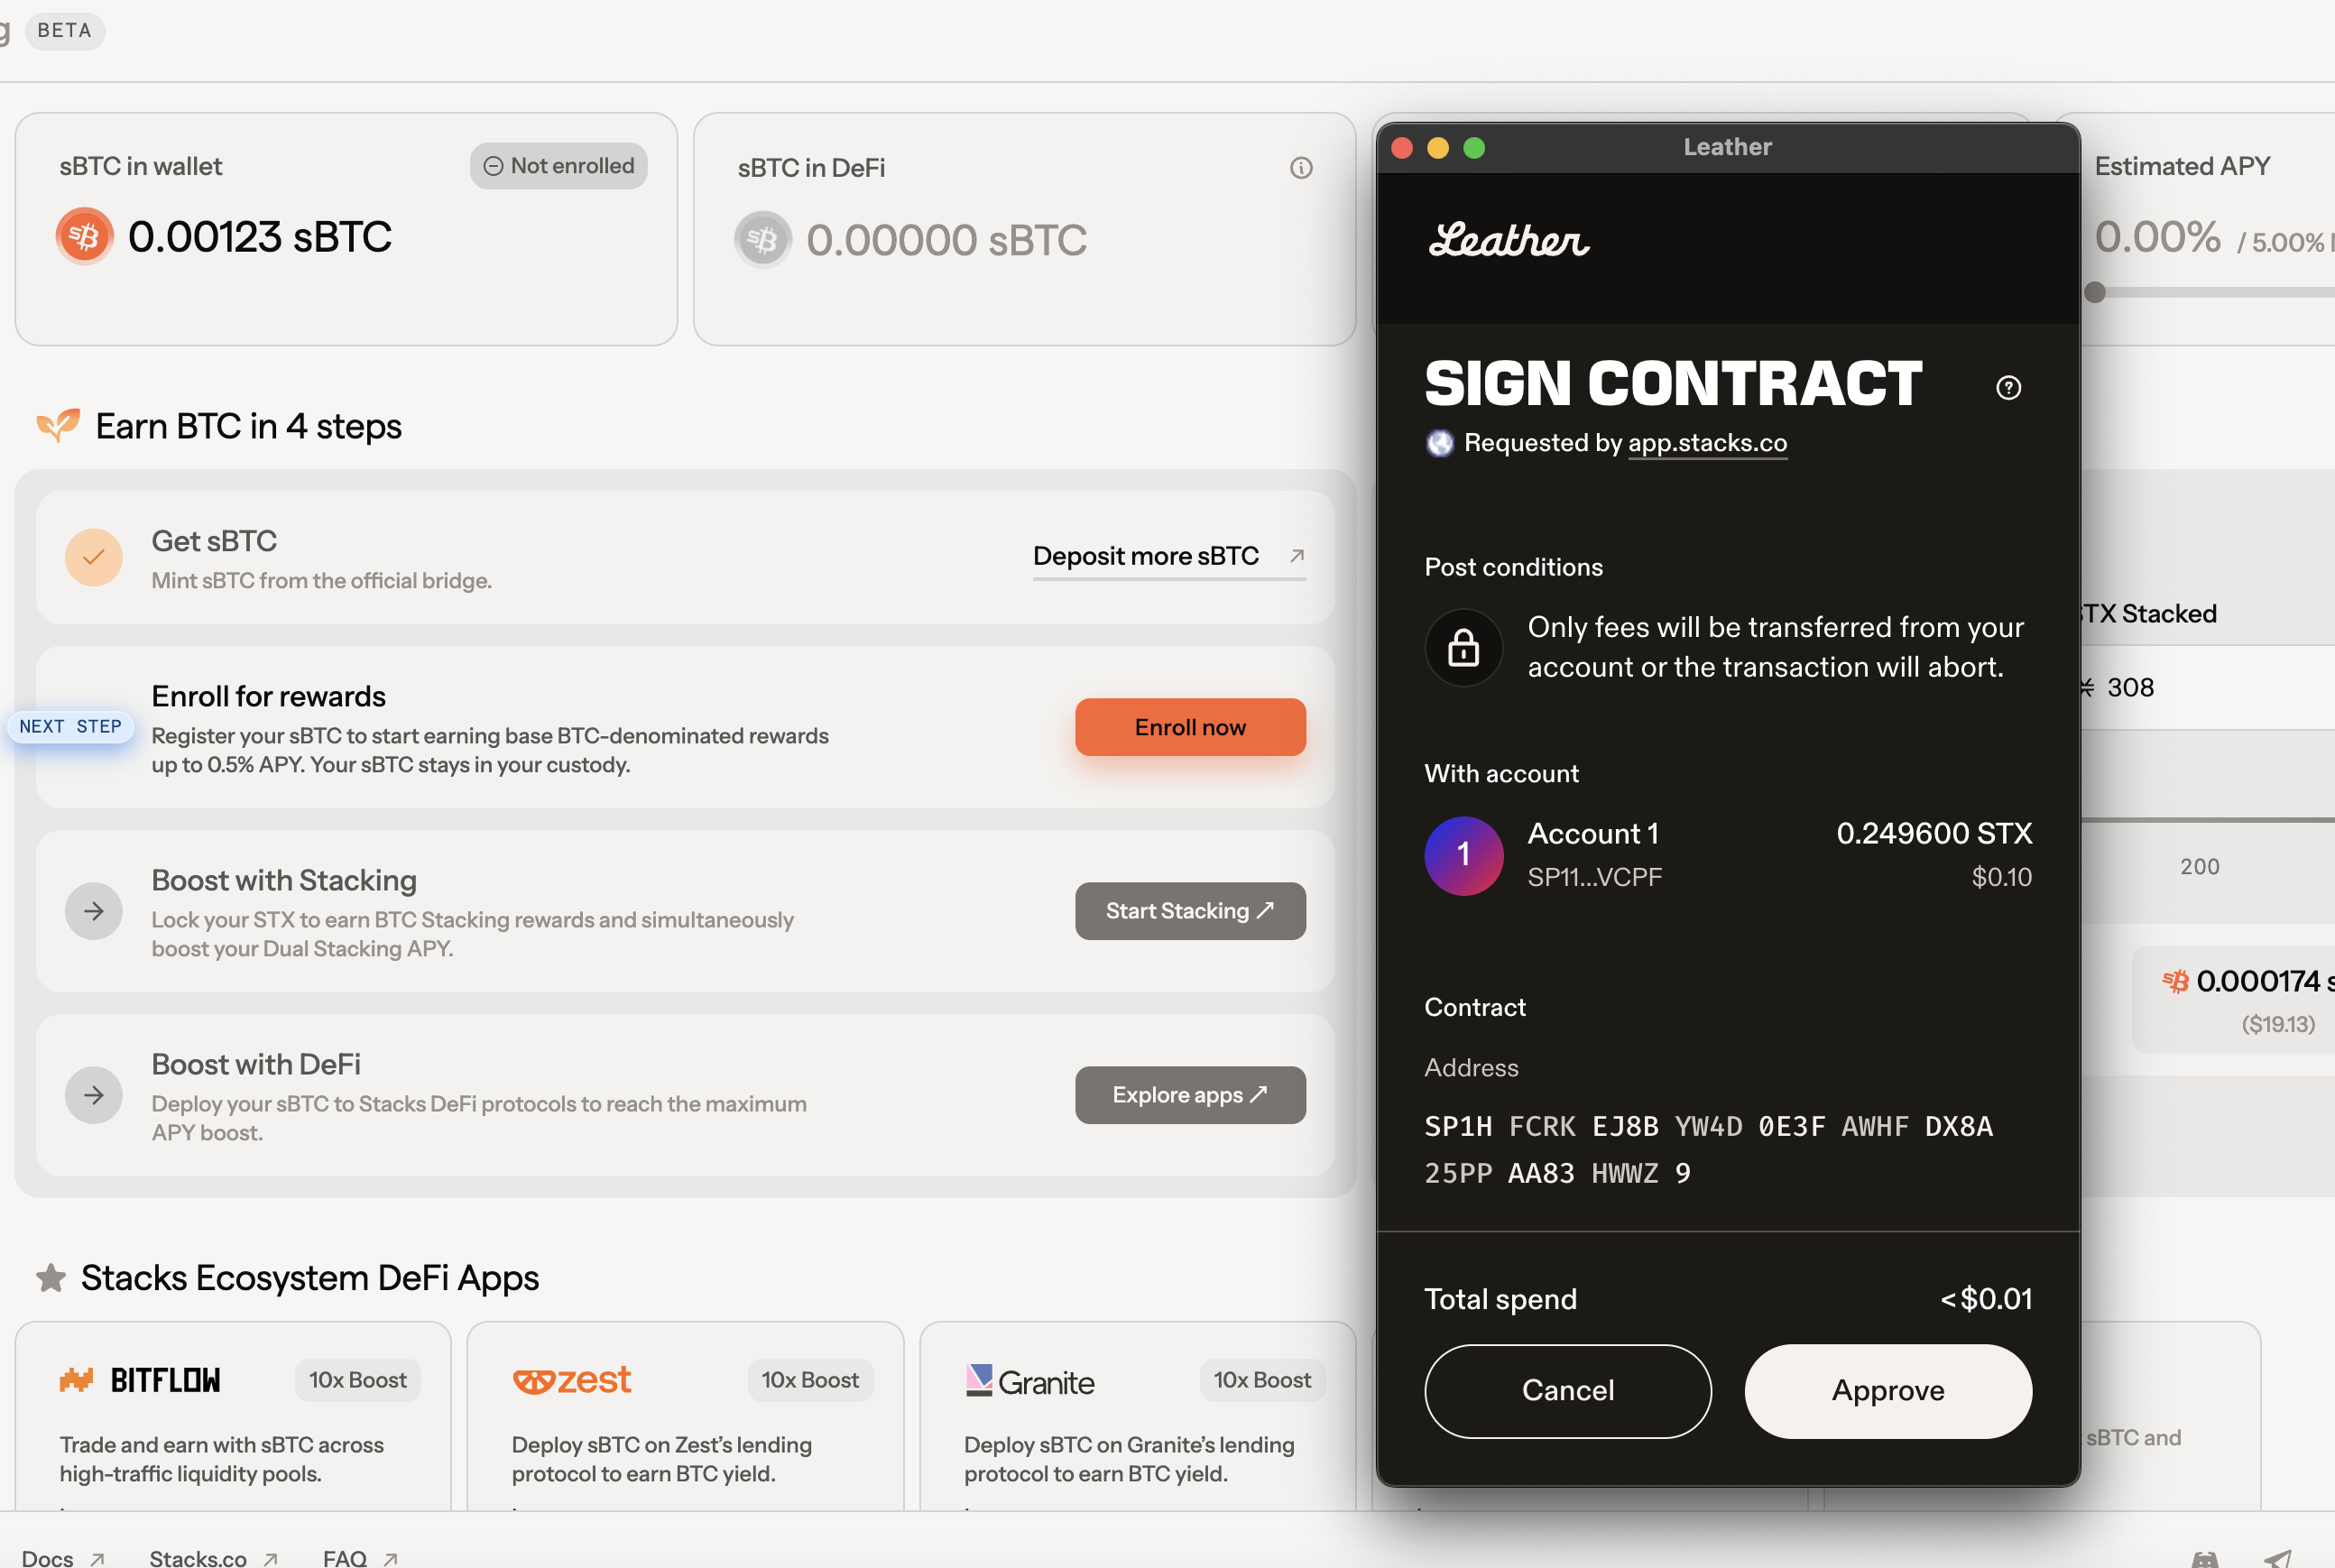 BETA
sBTC in wallet
Not enrolled
0.00123 sBTC
sBTC in DeFi
0.00000 sBTC
Estimated APY
0.00% / 5.00%
Earn BTC in 4 steps
Get sBTC
Mint sBTC from the official bridge.
Deposit more sBTC
NEXT STEP
Enroll for rewards
Register your sBTC to start earning base BTC-denominated rewards
up to 0.5% APY. Your sBTC stays in your custody.
Enroll now
Boost with Stacking
Lock your STX to earn BTC Stacking rewards and simultaneously
boost your Dual Stacking APY.
Start Stacking ↗
Boost with DeFi
Deploy your sBTC to Stacks DeFi protocols to reach the maximum
APY boost.
Explore apps ↗
Stacks Ecosystem DeFi Apps
BITFLOW
10x Boost
Trade and earn with sBTC across
high-traffic liquidity pools.
zest
10x Boost
Deploy sBTC on Zest's lending
protocol to earn BTC yield.
Granite
10x Boost
Deploy sBTC on Granite's lending
protocol to earn BTC yield.
Leather
Leather
SIGN CONTRACT
Requested by app.stacks.co
Post conditions
Only fees will be transferred from your
account or the transaction will abort.
With account
1
Account 1
0.249600 STX
SP11...VCPF
$0.10
Contract
Address
SP1H FCRK EJ8B YW4D 0E3F AWHF DX8A
25PP AA83 HWWZ 9
Total spend
<$0.01
Cancel
Approve
STX Stacked
308
200
0.000174
($19.13)
sBTC and
Docs ↗
Stacks.co ↗
FAQ ↗